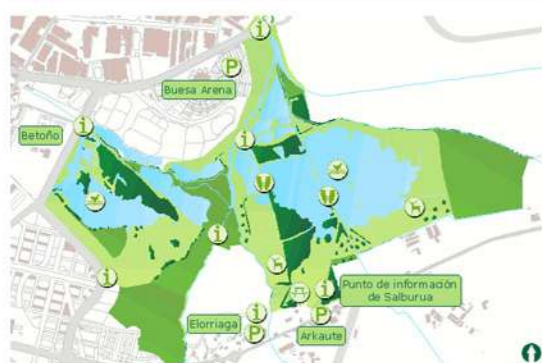 i
P
Buesa Arena
Betoño
i
i
i
i
Punto de información
de Salburua
i
i
Elorriaga
P
P
Arkaute